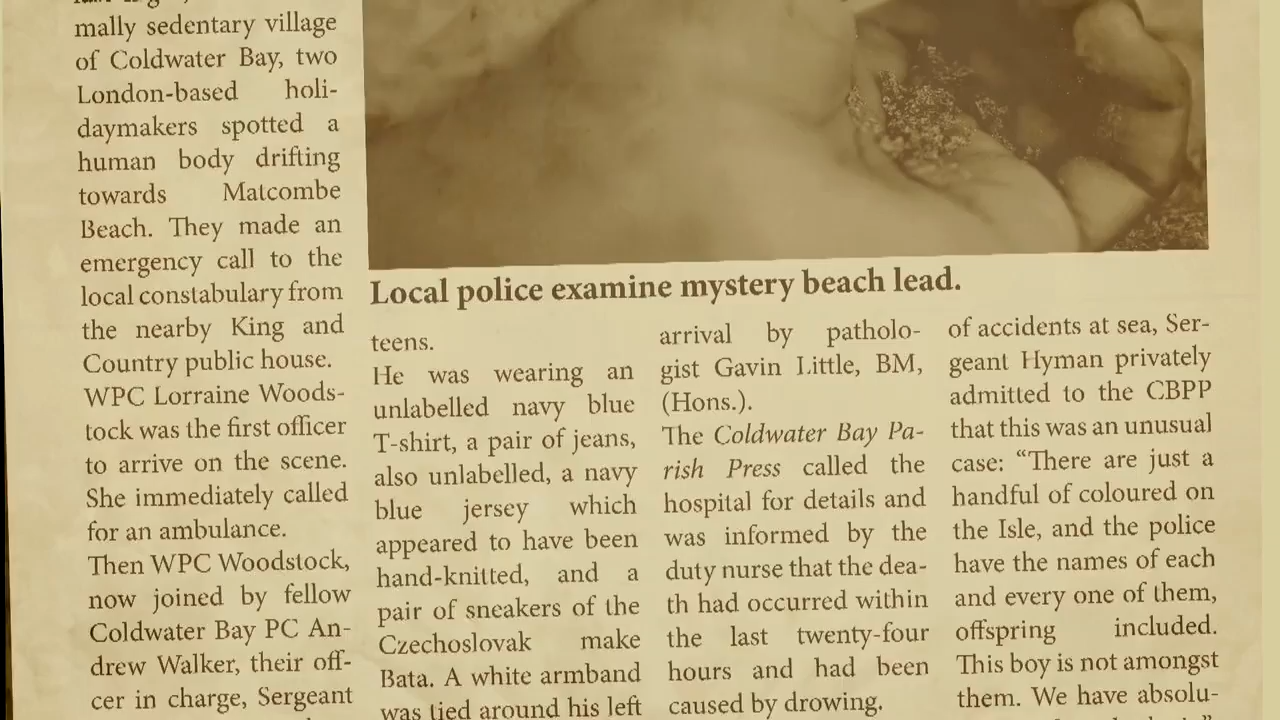 mally sedentary village
of Coldwater Bay, two
London-based holi-
daymakers spotted a
human body drifting
towards Matcombe
Beach. They made an
emergency call to the
local constabulary from
the nearby King and
Country public house.
WPC Lorraine Woods-
tock was the first officer
to arrive on the scene.
She immediately called
for an ambulance.
Then WPC Woodstock,
now joined by fellow
Coldwater Bay PC An-
drew Walker, their offi-
cer in charge, Sergeant
Local police examine mystery beach lead.
teens.
He was wearing an
unlabelled navy blue
T-shirt, a pair of jeans,
also unlabelled, a navy
blue jersey which
appeared to have been
hand-knitted, and a
pair of sneakers of the
Czechoslovak make
Bata. A white armband
was tied around his left
arrival by patholo-
gist Gavin Little, BM,
(Hons.).
The Coldwater Bay Pa-
rish Press called the
hospital for details and
was informed by the
duty nurse that the dea-
th had occurred within
the last twenty-four
hours and had been
caused by drowing.
of accidents at sea, Ser-
geant Hyman privately
admitted to the CBPP
that this was an unusual
case: “There are just a
handful of coloured on
the Isle, and the police
have the names of each
and every one of them,
offspring included.
This boy is not amongst
them. We have absolu-